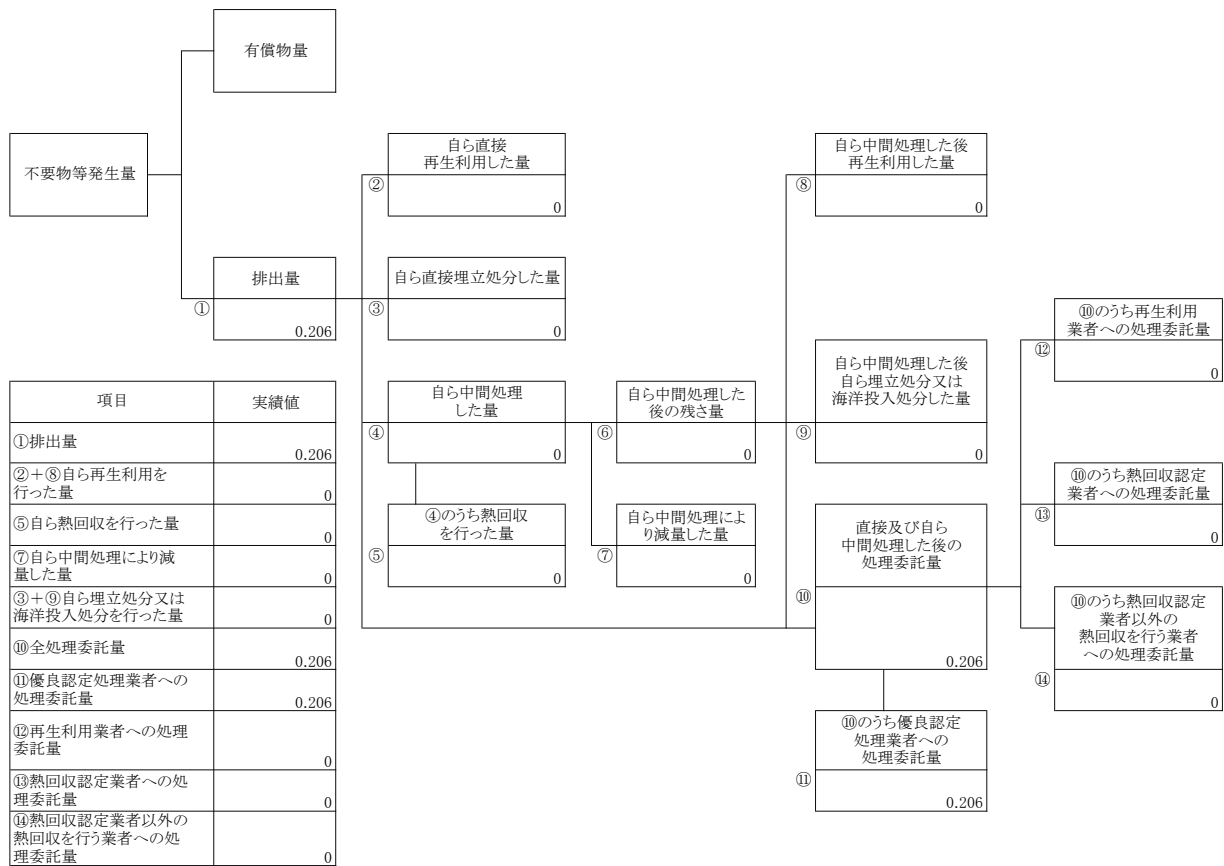 有償物量
不要物等発生量
自ら直接
再生利用した量
②
0
自ら中間処理した後
再生利用した量
⑧
0
排出量
①
0.206
自ら直接埋立処分した量
③
0
⑩のうち再生利用
業者への処理委託量
⑫
0
自ら中間処理
した量
④
0
自ら中間処理した
後の残さ量
⑥
0
自ら中間処理した後
自ら埋立処分又は
海洋投入処分した量
⑨
0
⑩のうち熱回収認定
業者への処理委託量
⑬
0
④のうち熱回収
を行った量
⑤
0
自ら中間処理によ
り減量した量
⑦
0
直接及び自ら
中間処理した後の
処理委託量
⑩
0.206
⑩のうち熱回収認定
業者以外の
熱回収を行う業者
への処理委託量
⑭
0
⑩のうち優良認定
処理業者への
処理委託量
⑪
0.206
項目 実績値
①排出量 0.206
②+⑧自ら再生利用を
行った量 0
⑤自ら熱回収を行った量 0
⑦自ら中間処理により減
量した量 0
③+⑨自ら埋立処分又は
海洋投入処分を行った量 0
⑩全処理委託量 0.206
⑪優良認定処理業者への
処理委託量 0.206
⑫再生利用業者への処理
委託量 0
⑬熱回収認定業者への処
理委託量 0
⑭熱回収認定業者以外の
熱回収を行う業者への処
理委託量 0